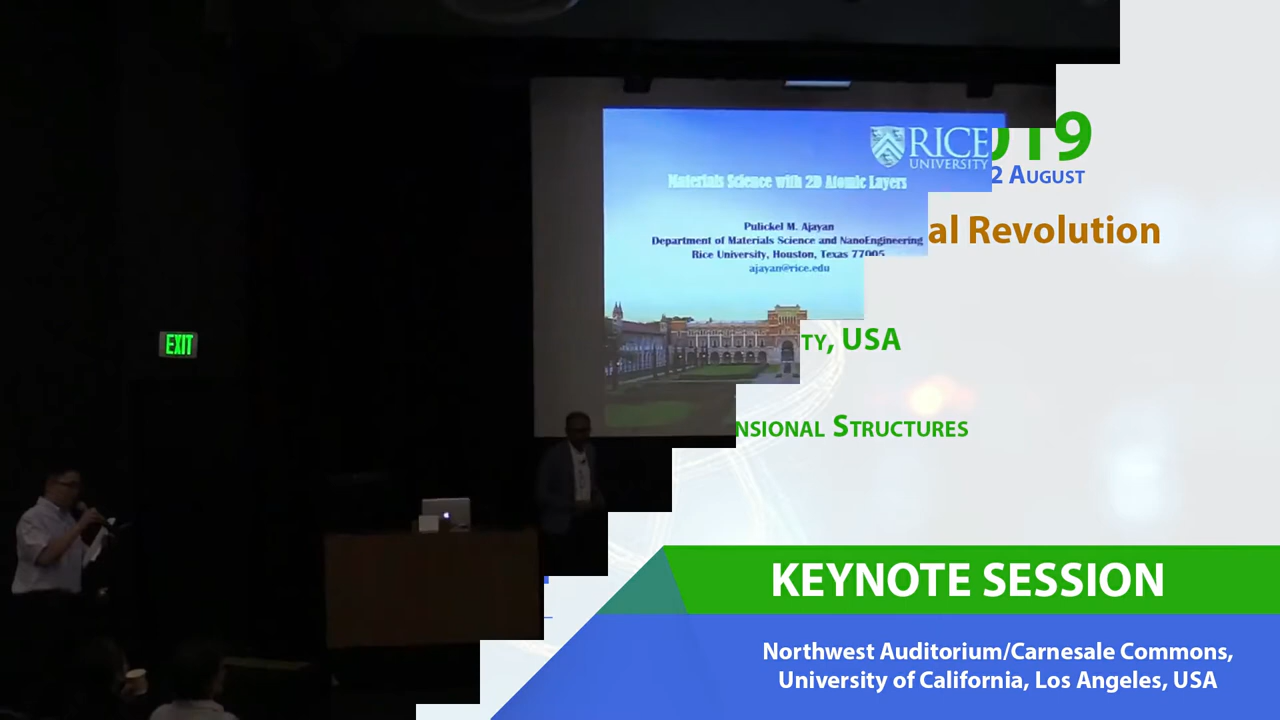 RICE
UNIVERSITY
Materials Science with 2D Atomic Layers
Pulickel M. Ajayan
Department of Materials Science and NanoEngineering
Rice University, Houston, Texas 77005
ajayan@rice.edu
EXIT
019
2 August
al Revolution
ty, USA
nsional Structures
KEYNOTE SESSION
Northwest Auditorium/Carnesale Commons,
University of California, Los Angeles, USA